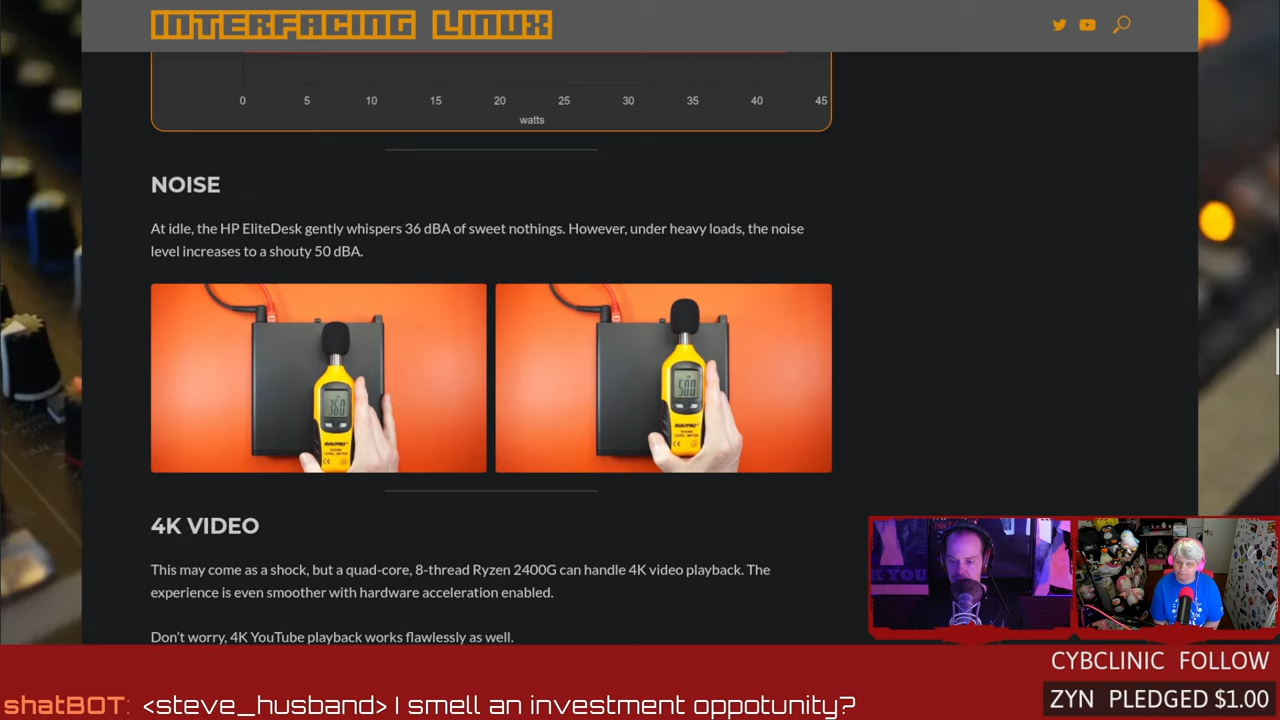 INTERFACING LINUX
0 5 10 15 20 25 30 35 40 45
watts
NOISE
At idle, the HP EliteDesk gently whispers 36 dBA of sweet nothings. However, under heavy loads, the noise
level increases to a shouty 50 dBA.
36.0
50.0
4K VIDEO
This may come as a shock, but a quad-core, 8-thread Ryzen 2400G can handle 4K video playback. The
experience is even smoother with hardware acceleration enabled.
Don't worry, 4K YouTube playback works flawlessly as well.
CYBCLINIC FOLLOW
ZYN PLEDGED $1.00
shatBOT: <steve_husband> I smell an investment oppotunity?